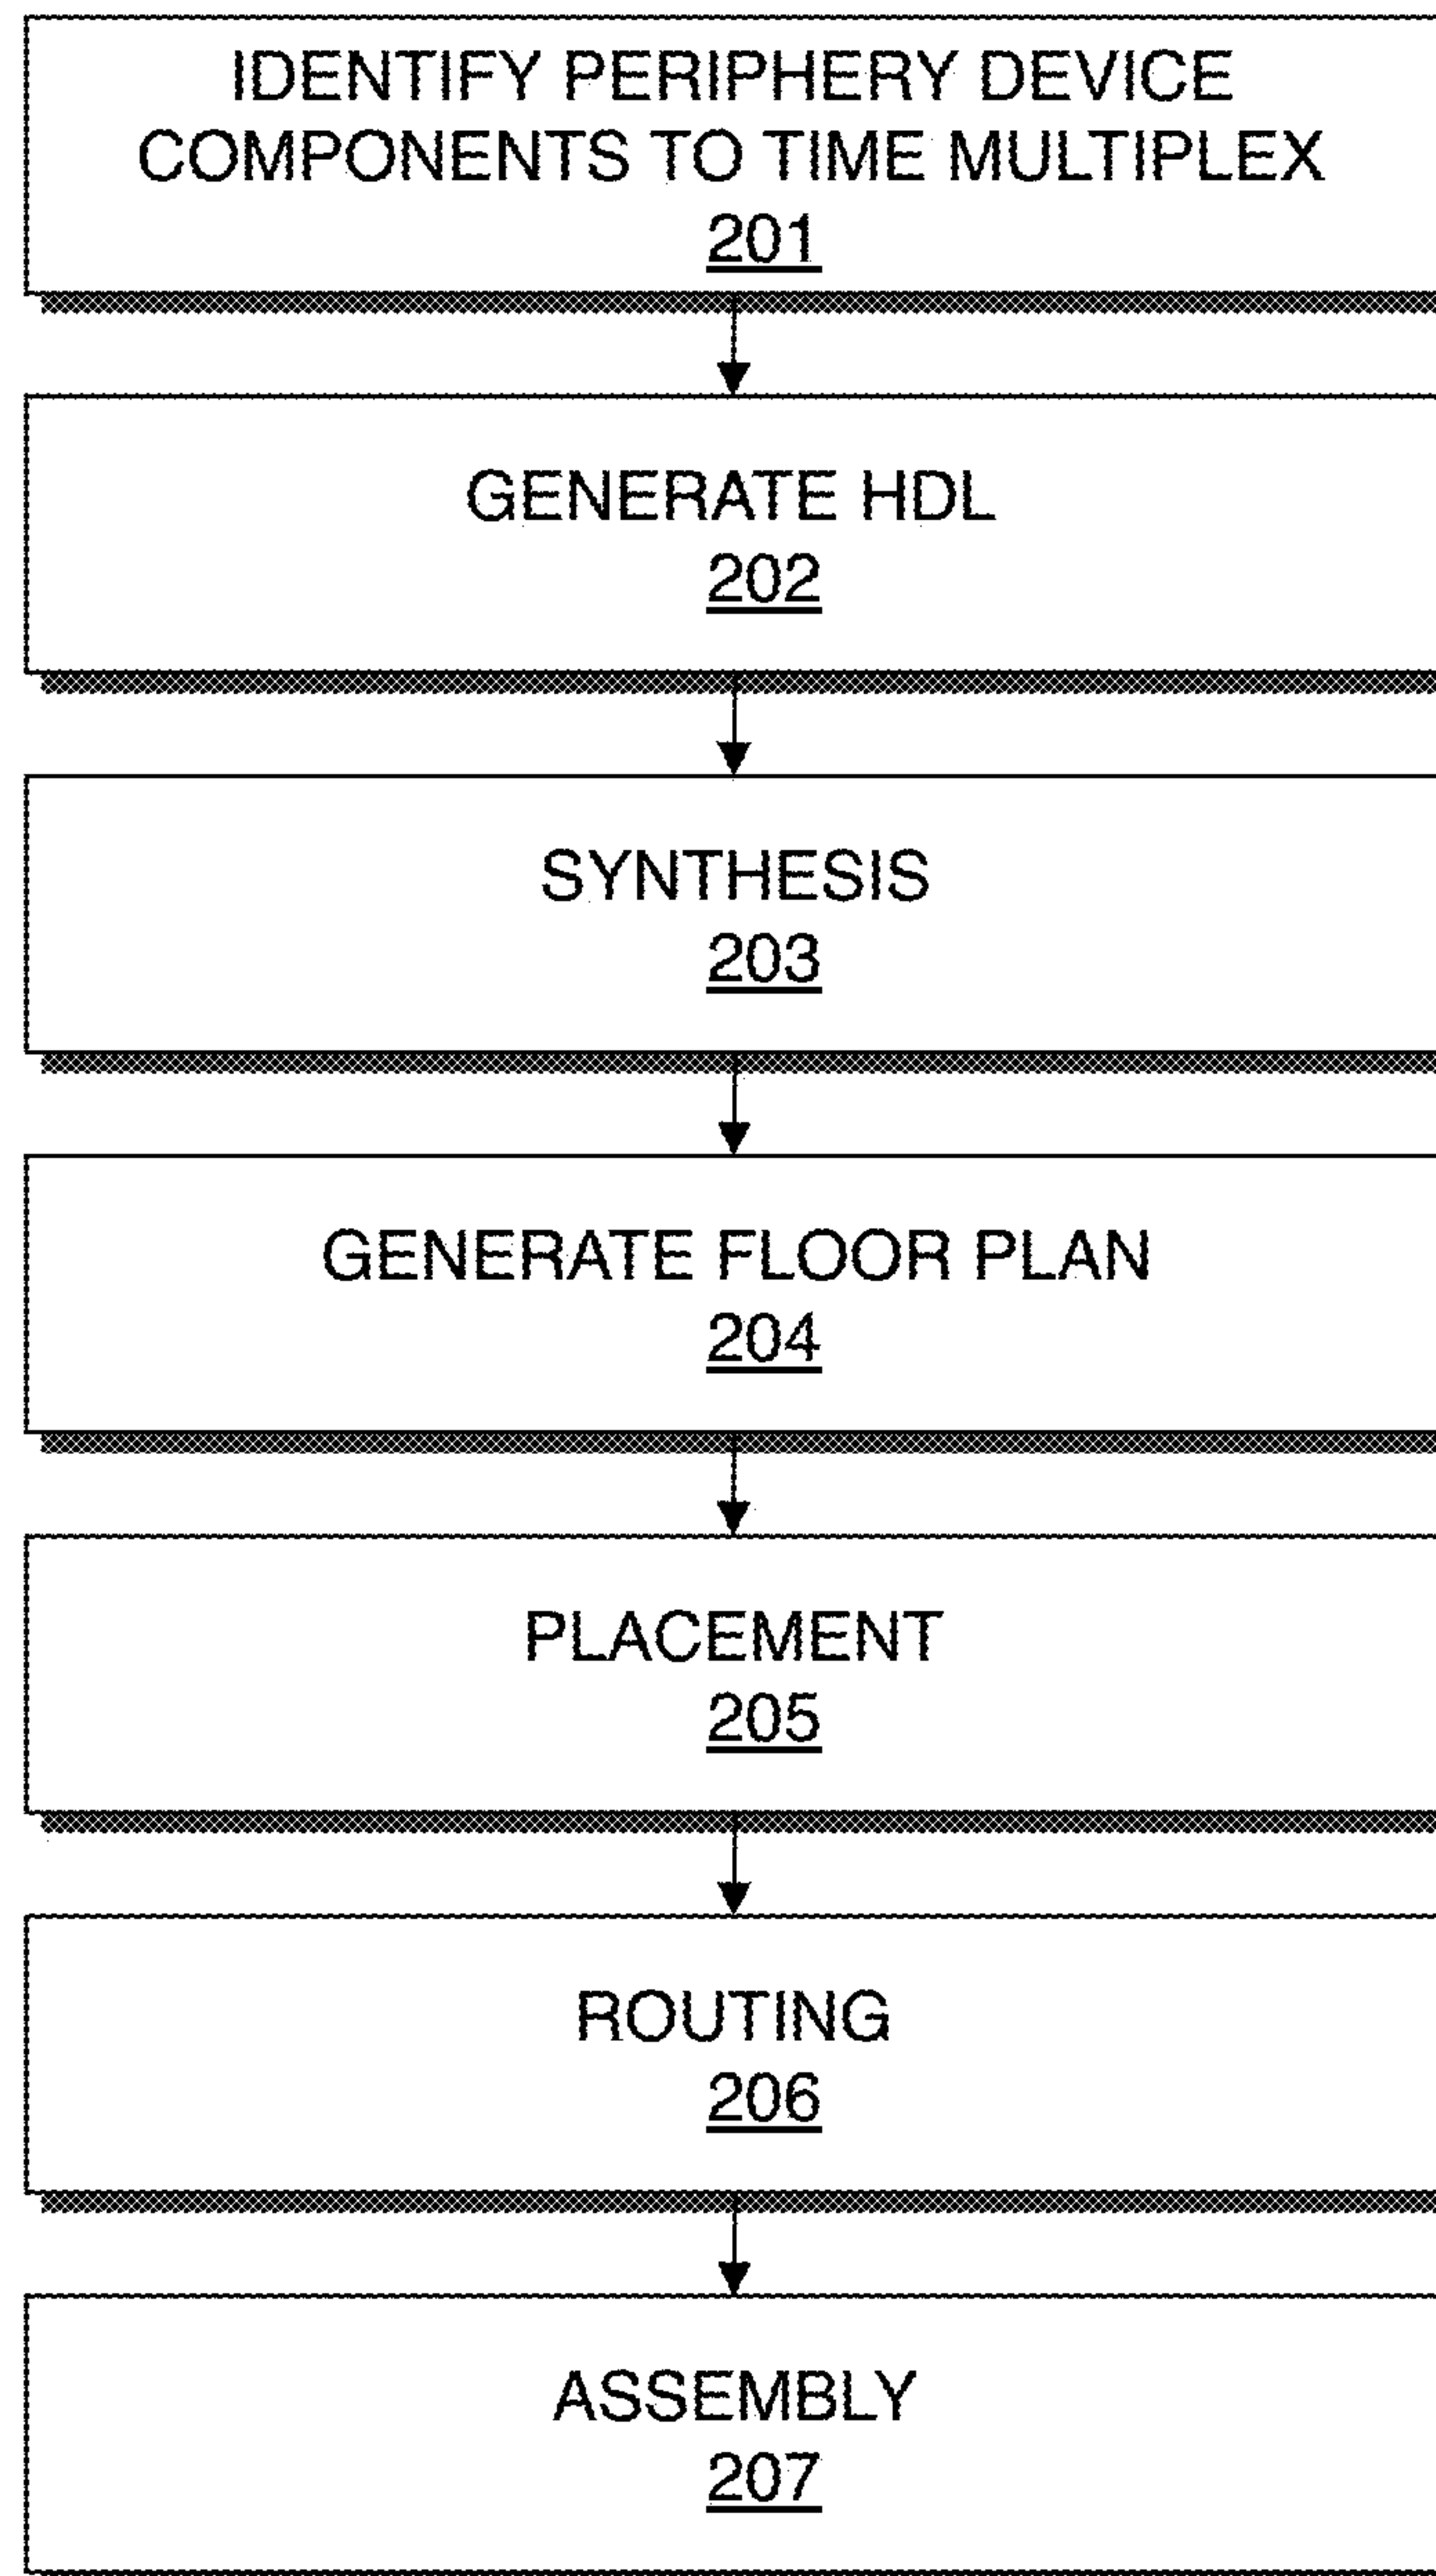 IDENTIFY PERIPHERY DEVICE
COMPONENTS TO TIME MULTIPLEX
201
GENERATE HDL
202
SYNTHESIS
203
GENERATE FLOOR PLAN
204
PLACEMENT
205
ROUTING
206
ASSEMBLY
207